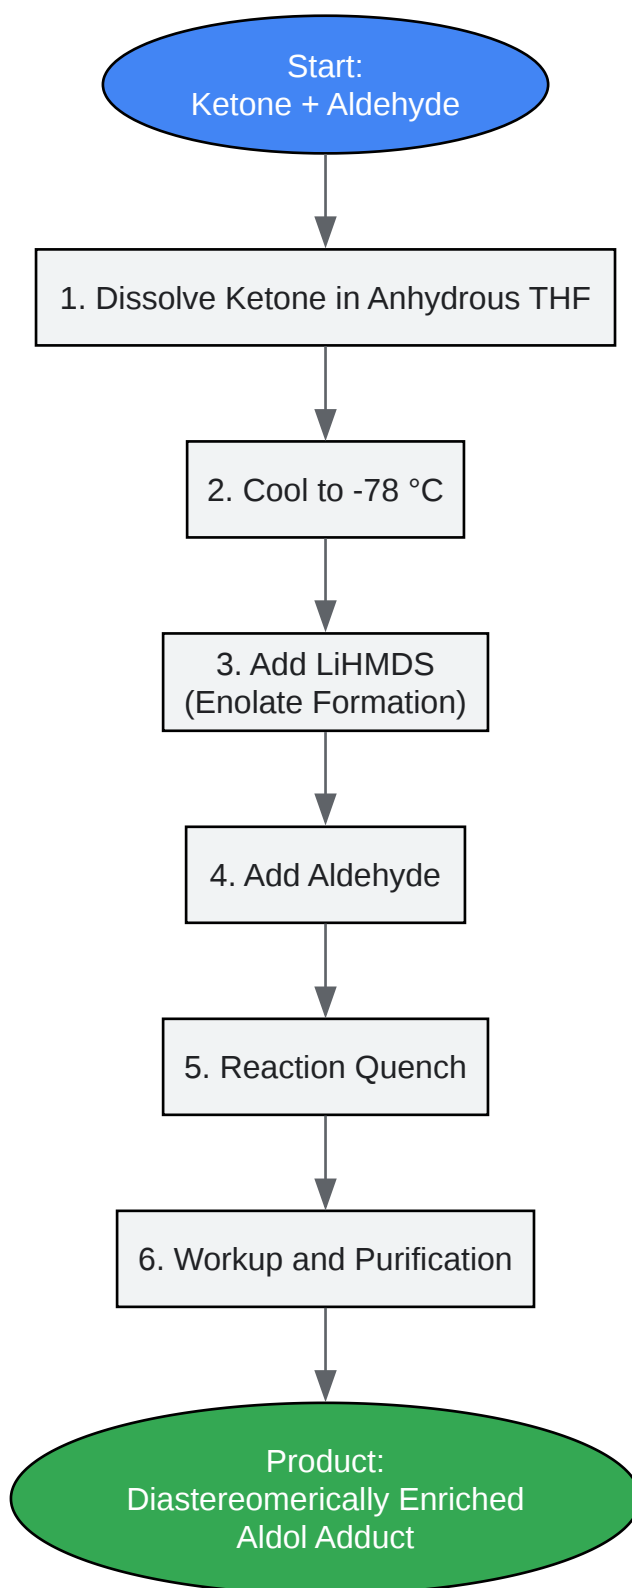 Start:
Ketone + Aldehyde
1. Dissolve Ketone in Anhydrous THF
2. Cool to -78 °C
3. Add LiHMDS
(Enolate Formation)
4. Add Aldehyde
5. Reaction Quench
6. Workup and Purification
Product:
Diastereomerically Enriched
Aldol Adduct